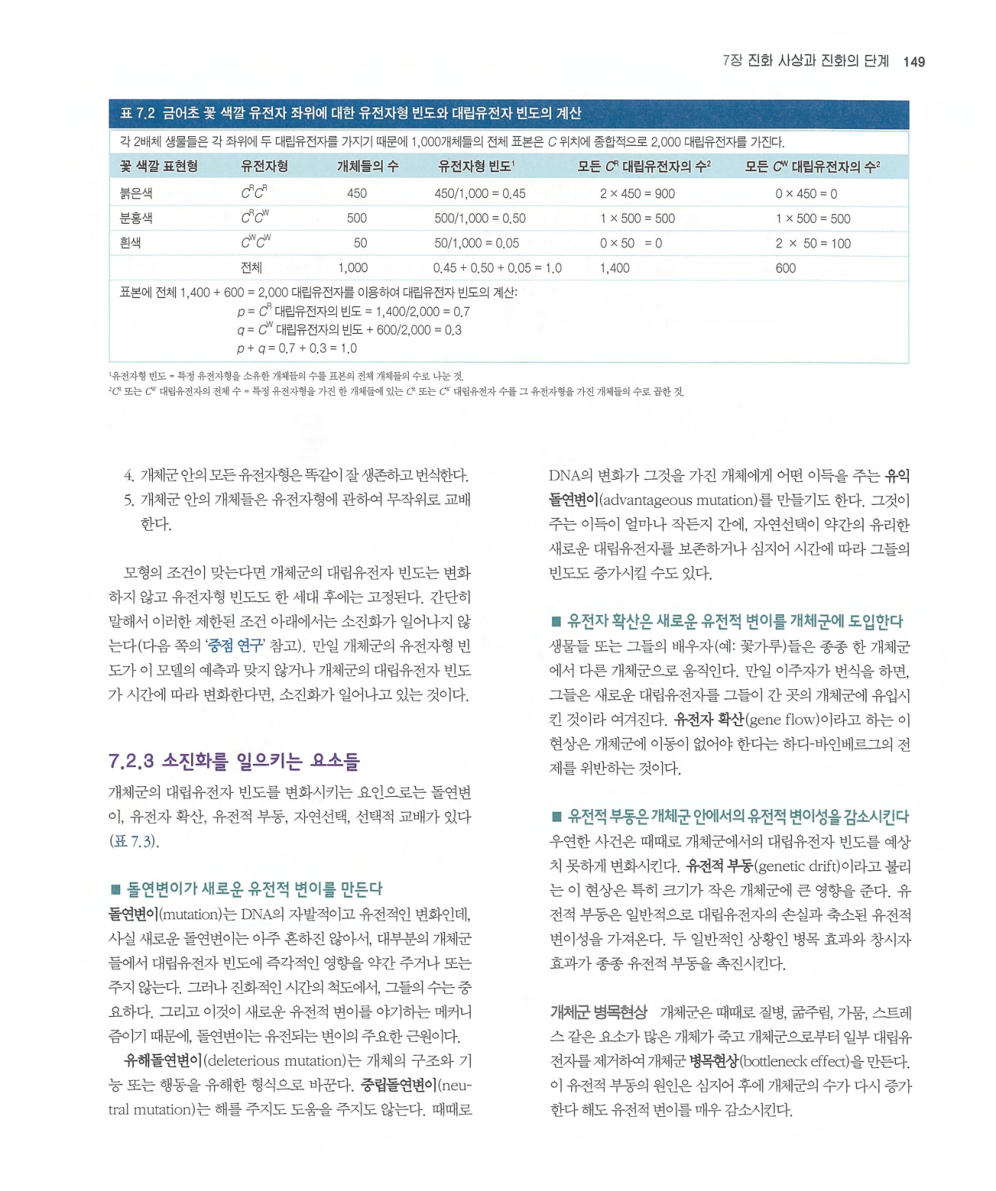 7장 진화 사상과 진화의 단계 149
표 7.2 금어초 꽃 색깔 유전자 좌위에 대한 유전자형 빈도와 대립유전자 빈도의 계산
각 2배체 생물들은 각 좌위에 두 대립유전자를 가지기 때문에 1,000개체들의 전체 표본은 C 위치에 종합적으로 2,000 대립유전자를 가진다.
꽃 색깔 표현형 유전자형 개체들의 수 유전자형 빈도¹ 모든 Cᴿ 대립유전자의 수² 모든 Cᵂ 대립유전자의 수²
붉은색 CᴿCᴿ 450 450/1,000 = 0.45 2 × 450 = 900 0 × 450 = 0
분홍색 CᴿCᵂ 500 500/1,000 = 0.50 1 × 500 = 500 1 × 500 = 500
흰색 CᵂCᵂ 50 50/1,000 = 0.05 0 × 50 = 0 2 × 50 = 100
전체 1,000 0.45 + 0.50 + 0.05 = 1.0 1,400 600
표본에 전체 1,400 + 600 = 2,000 대립유전자를 이용하여 대립유전자 빈도의 계산:
p = Cᴿ 대립유전자의 빈도 = 1,400/2,000 = 0.7
q = Cᵂ 대립유전자의 빈도 + 600/2,000 = 0.3
p + q = 0.7 + 0.3 = 1.0
¹유전자형 빈도 = 특정 유전자형을 소유한 개체들의 수를 표본의 전체 개체들의 수로 나눈 것.
²Cᴿ 또는 Cᵂ 대립유전자의 전체 수 = 특정 유전자형을 가진 한 개체들에 있는 Cᴿ 또는 Cᵂ 대립유전자 수를 그 유전자형을 가진 개체들의 수로 곱한 것.
4. 개체군 안의 모든 유전자형은 똑같이 잘 생존하고 번식한다.
5. 개체군 안의 개체들은 유전자형에 관하여 무작위로 교배
한다.
모형의 조건이 맞는다면 개체군의 대립유전자 빈도는 변화
하지 않고 유전자형 빈도도 한 세대 후에는 고정된다. 간단히
말해서 이러한 제한된 조건 아래에서는 소진화가 일어나지 않
는다(다음 쪽의 '중점 연구' 참고). 만일 개체군의 유전자형 빈
도가 이 모델의 예측과 맞지 않거나 개체군의 대립유전자 빈도
가 시간에 따라 변화한다면, 소진화가 일어나고 있는 것이다.
7.2.3 소진화를 일으키는 요소들
개체군의 대립유전자 빈도를 변화시키는 요인으로는 돌연변
이, 유전자 확산, 유전적 부동, 자연선택, 선택적 교배가 있다
(표 7.3).
■ 돌연변이가 새로운 유전적 변이를 만든다
돌연변이(mutation)는 DNA의 자발적이고 유전적인 변화인데,
사실 새로운 돌연변이는 아주 흔하진 않아서, 대부분의 개체군
들에서 대립유전자 빈도에 즉각적인 영향을 약간 주거나 또는
주지 않는다. 그러나 진화적인 시간의 척도에서, 그들의 수는 중
요하다. 그리고 이것이 새로운 유전적 변이를 야기하는 메커니
즘이기 때문에, 돌연변이는 유전되는 변이의 주요한 근원이다.
유해돌연변이(deleterious mutation)는 개체의 구조와 기
능 또는 행동을 유해한 형식으로 바꾼다. 중립돌연변이(neu-
tral mutation)는 해를 주지도 도움을 주지도 않는다. 때때로
DNA의 변화가 그것을 가진 개체에게 어떤 이득을 주는 유익
돌연변이(advantageous mutation)를 만들기도 한다. 그것이
주는 이득이 얼마나 작든지 간에, 자연선택이 약간의 유리한
새로운 대립유전자를 보존하거나 심지어 시간에 따라 그들의
빈도도 증가시킬 수도 있다.
■ 유전자 확산은 새로운 유전적 변이를 개체군에 도입한다
생물들 또는 그들의 배우자(예: 꽃가루)들은 종종 한 개체군
에서 다른 개체군으로 움직인다. 만일 이주자가 번식을 하면,
그들은 새로운 대립유전자를 그들이 간 곳의 개체군에 유입시
킨 것이라 여겨진다. 유전자 확산(gene flow)이라고 하는 이
현상은 개체군에 이동이 없어야 한다는 하디-바인베르그의 전
제를 위반하는 것이다.
■ 유전적 부동은 개체군 안에서의 유전적 변이성을 감소시킨다
우연한 사건은 때때로 개체군에서의 대립유전자 빈도를 예상
치 못하게 변화시킨다. 유전적 부동(genetic drift)이라고 불리
는 이 현상은 특히 크기가 작은 개체군에 큰 영향을 준다. 유
전적 부동은 일반적으로 대립유전자의 손실과 축소된 유전적
변이성을 가져온다. 두 일반적인 상황인 병목 효과와 창시자
효과가 종종 유전적 부동을 촉진시킨다.
개체군 병목현상 개체군은 때때로 질병, 굶주림, 가뭄, 스트레
스 같은 요소가 많은 개체가 죽고 개체군으로부터 일부 대립유
전자를 제거하여 개체군 병목현상(bottleneck effect)을 만든다.
이 유전적 부동의 원인은 심지어 후에 개체군의 수가 다시 증가
한다 해도 유전적 변이를 매우 감소시킨다.